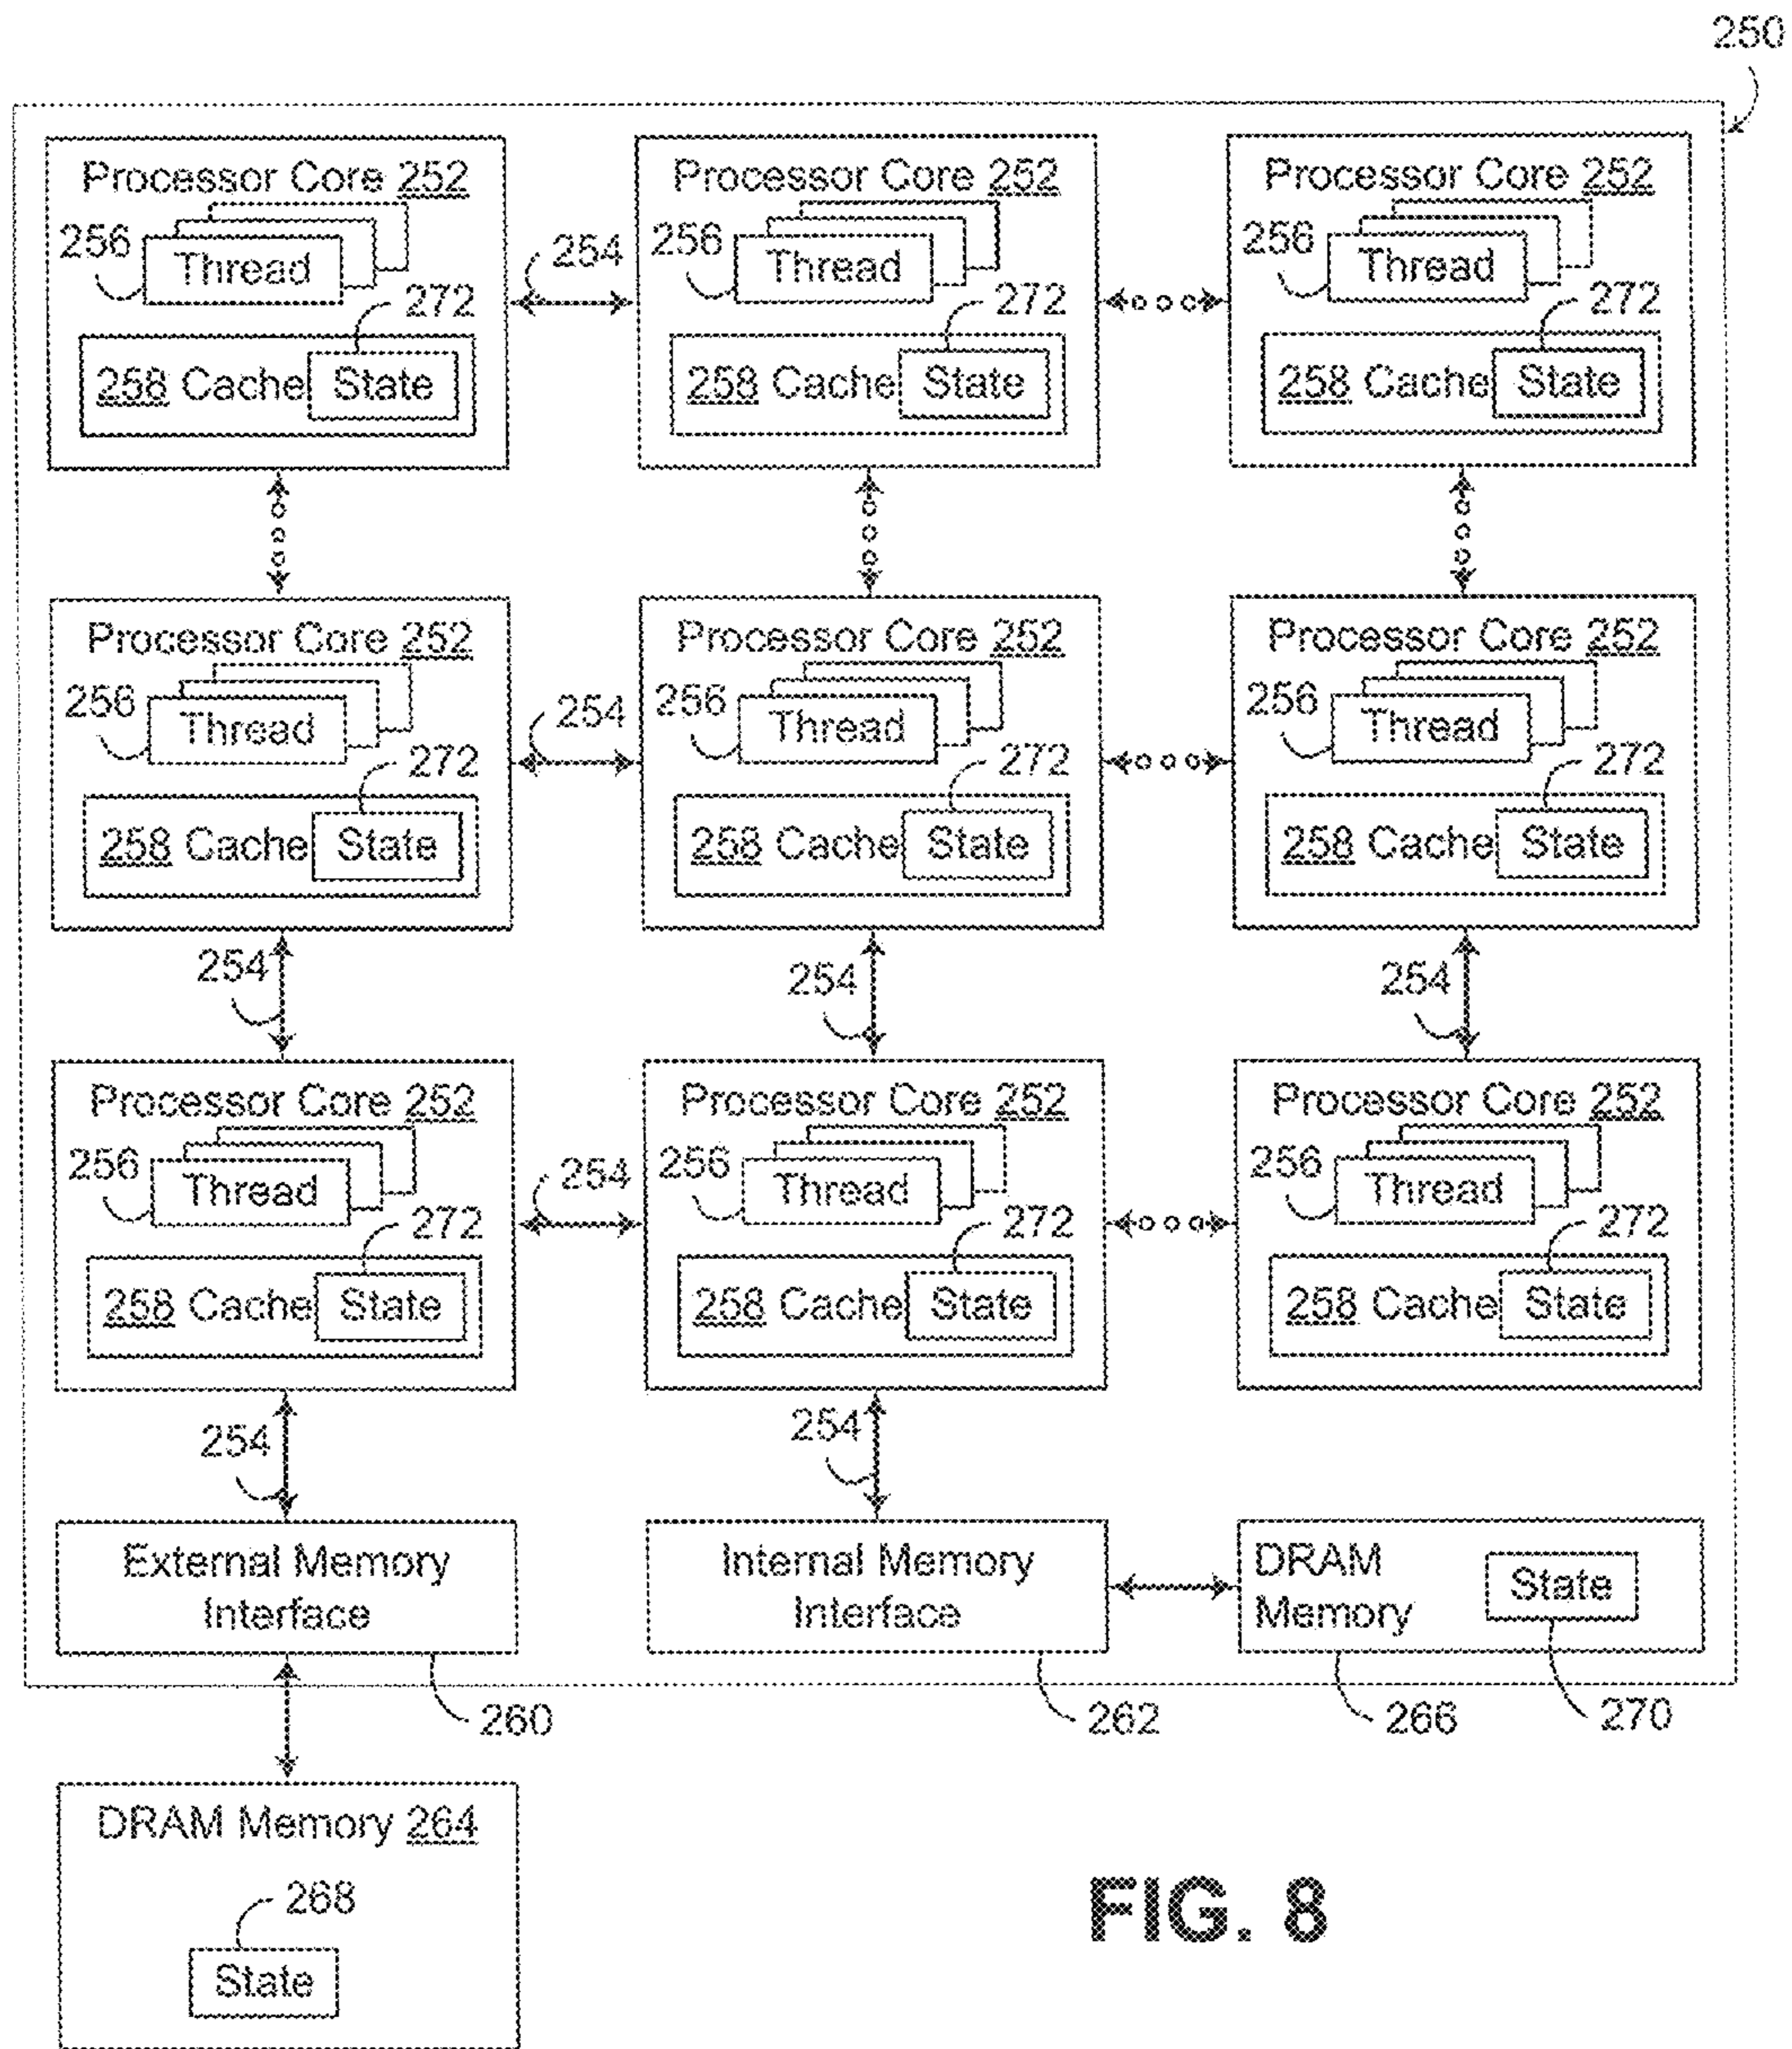 250
Processor Core 252
Processor Core 252
Processor Core 252
256
Thread
254
256
Thread
256
Thread
272
272
272
258 Cache
State
258 Cache
State
258 Cache
State
Processor Core 252
Processor Core 252
Processor Core 252
256
Thread
254
256
Thread
256
Thread
272
272
272
258 Cache
State
258 Cache
State
258 Cache
State
254
254
254
Processor Core 252
Processor Core 252
Processor Core 252
256
Thread
254
256
Thread
256
Thread
272
272
272
258 Cache
State
258 Cache
State
258 Cache
State
254
254
External Memory
Interface
Internal Memory
Interface
DRAM
Memory
State
260
262
266
270
DRAM Memory 264
268
State
FIG. 8